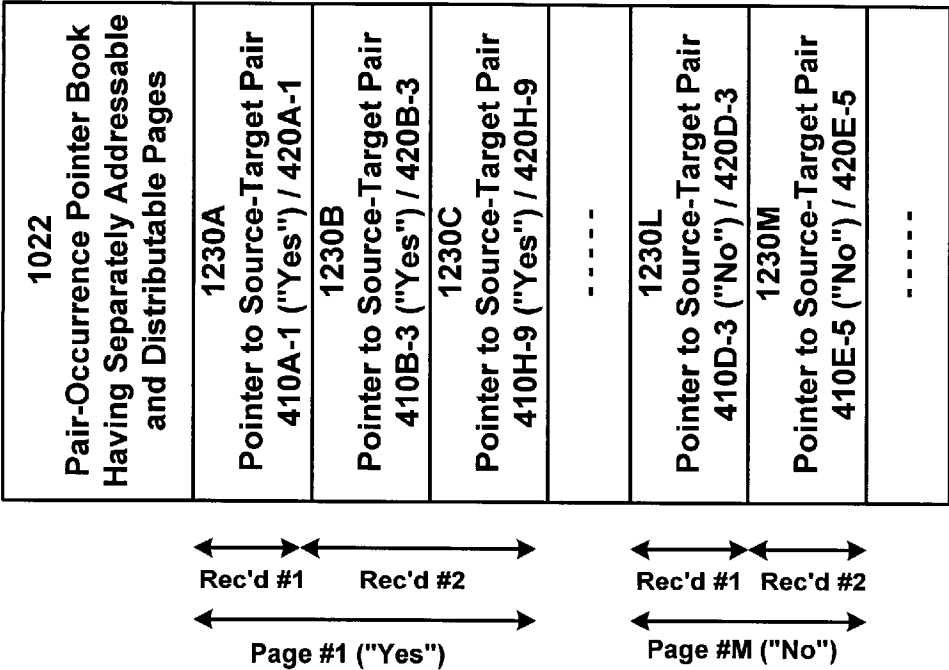 1022
Pair-Occurrence Pointer Book
Having Separately Addressable
and Distributable Pages
1230A
Pointer to Source-Target Pair
410A-1 ("Yes") / 420A-1
1230B
Pointer to Source-Target Pair
410B-3 ("Yes") / 420B-3
1230C
Pointer to Source-Target Pair
410H-9 ("Yes") / 420H-9
- - - - -
1230L
Pointer to Source-Target Pair
410D-3 ("No") / 420D-3
1230M
Pointer to Source-Target Pair
410E-5 ("No") / 420E-5
- - - - -
Rec'd #1
Rec'd #2
Rec'd #1
Rec'd #2
Page #1 ("Yes")
Page #M ("No")